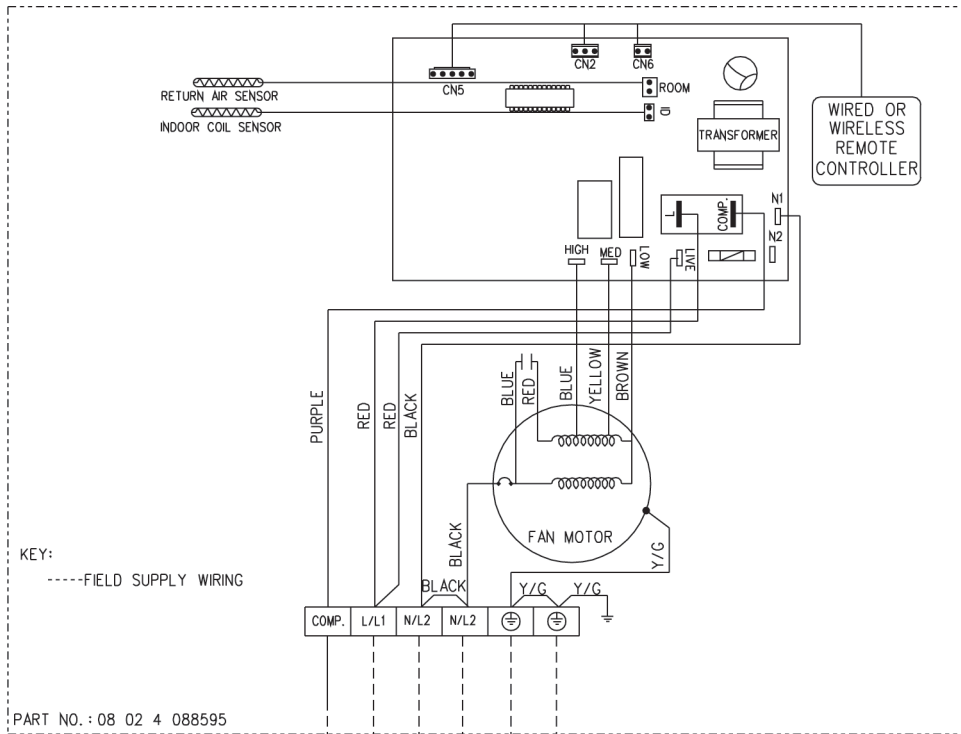 CN5
CN2
CN6
ROOM
ID
RETURN AIR SENSOR
INDOOR COIL SENSOR
TRANSFORMER
WIRED OR
WIRELESS
REMOTE
CONTROLLER
L
COMP.
N1
N2
HIGH
MED
LOW
LIVE
PURPLE
RED
RED
BLACK
BLUE
RED
BLUE
YELLOW
BROWN
FAN MOTOR
BLACK
Y/G
KEY:
-----FIELD SUPPLY WIRING
BLACK
Y/G
Y/G
COMP.
L/L1
N/L2
N/L2
PART NO.: 08 02 4 088595